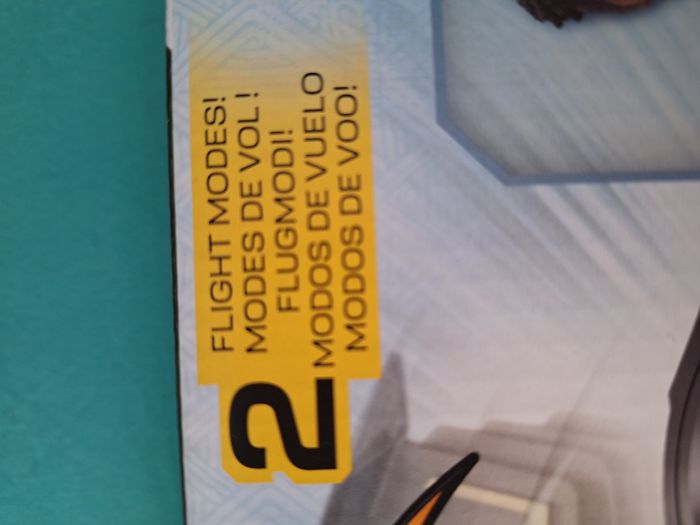 2
FLIGHT MODES!
MODES DE VOL !
FLUGMODI!
MODOS DE VUELO
MODOS DE VOO!